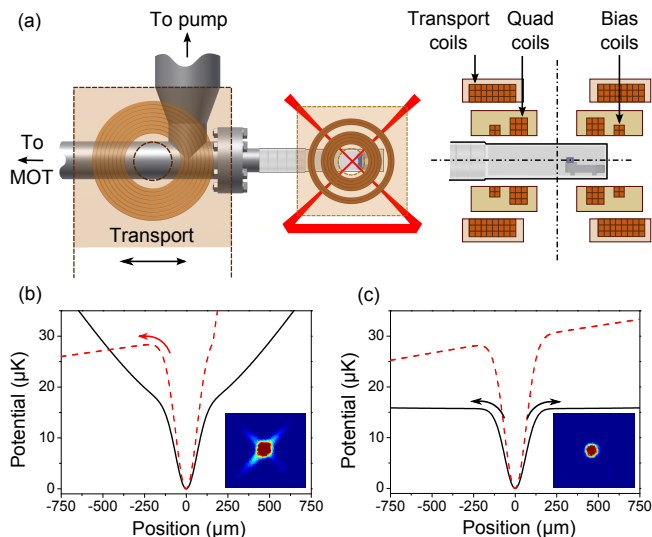 (a)
To pump
To
MOT
Transport
Transport
coils
Quad
coils
Bias
coils
(b)
Potential (µK)
30
20
10
0
-750 -500 -250 0 250 500 750
Position (µm)
(c)
Potential (µK)
30
20
10
0
-750 -500 -250 0 250 500 750
Position (µm)